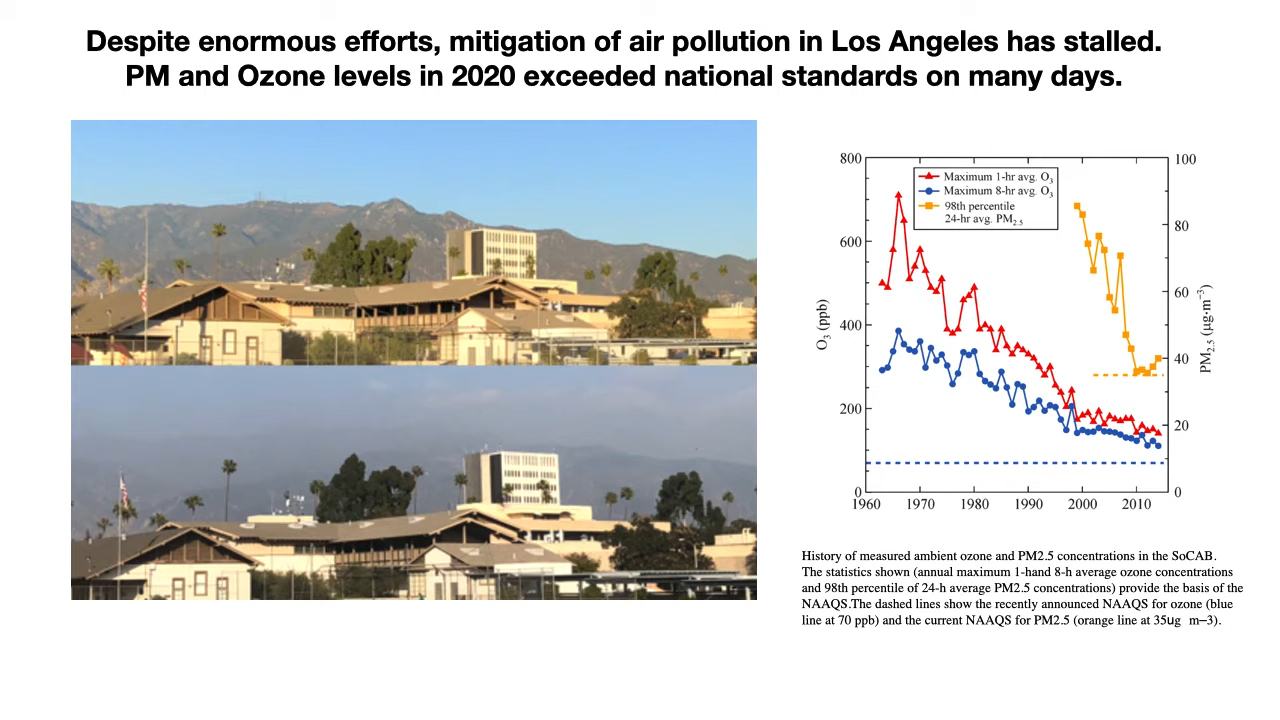 Despite enormous efforts, mitigation of air pollution in Los Angeles has stalled.
PM and Ozone levels in 2020 exceeded national standards on many days.
800
600
400
200
0
O3 (ppb)
Maximum 1-hr avg. O3
Maximum 8-hr avg. O3
98th percentile
24-hr avg. PM2.5
100
80
60
40
20
0
PM2.5 (µg·m−3)
1960 1970 1980 1990 2000 2010
History of measured ambient ozone and PM2.5 concentrations in the SoCAB.
The statistics shown (annual maximum 1-hand 8-h average ozone concentrations
and 98th percentile of 24-h average PM2.5 concentrations) provide the basis of the
NAAQS.The dashed lines show the recently announced NAAQS for ozone (blue
line at 70 ppb) and the current NAAQS for PM2.5 (orange line at 35ug m−3).